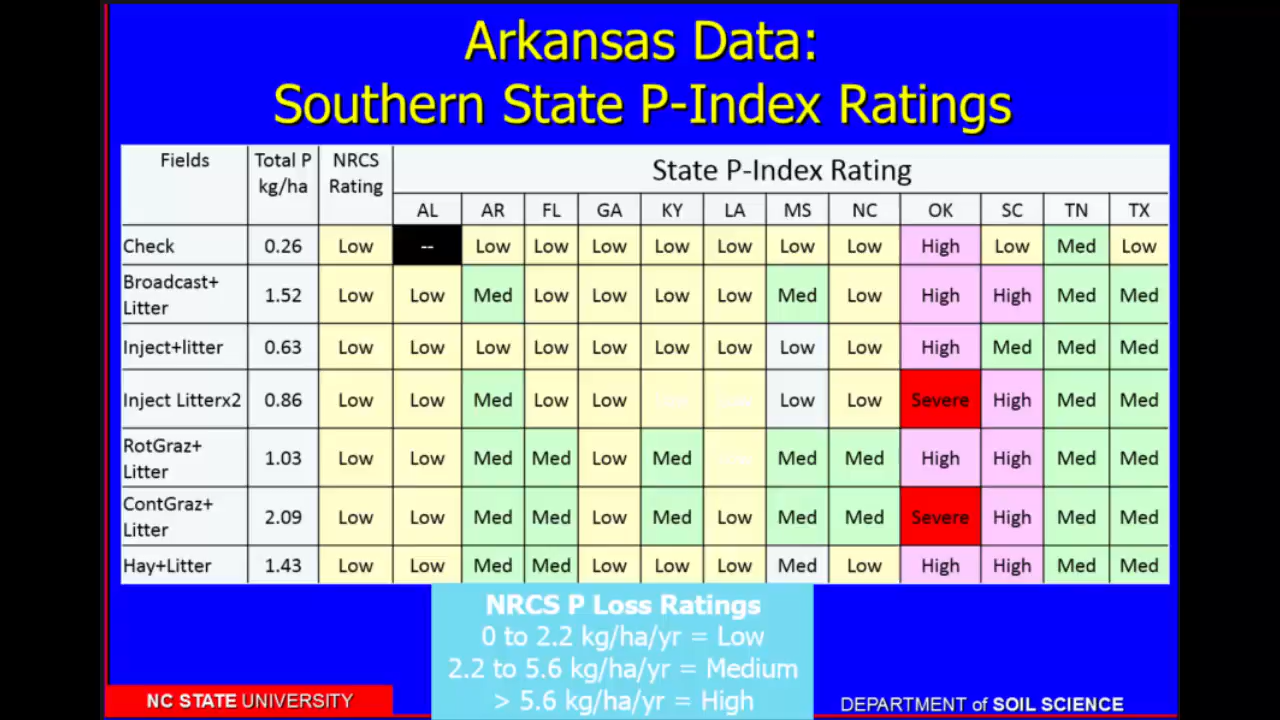 Arkansas Data:
Southern State P-Index Ratings
Fields Total P kg/ha NRCS Rating State P-Index Rating
AL AR FL GA KY LA MS NC OK SC TN TX
Check 0.26 Low -- Low Low Low Low Low Low Low High Low Med Low
Broadcast+ Litter 1.52 Low Low Med Low Low Low Low Med Low High High Med Med
Inject+litter 0.63 Low Low Low Low Low Low Low Low Low High Med Med Med
Inject Litterx2 0.86 Low Low Med Low Low Low Low Low Low Severe High Med Med
RotGraz+ Litter 1.03 Low Low Med Med Low Med Low Med Med High High Med Med
ContGraz+ Litter 2.09 Low Low Med Med Low Med Low Med Med Severe High Med Med
Hay+Litter 1.43 Low Low Med Med Low Low Low Med Low High High Med Med
NRCS P Loss Ratings
0 to 2.2 kg/ha/yr = Low
2.2 to 5.6 kg/ha/yr = Medium
> 5.6 kg/ha/yr = High
NC STATE UNIVERSITY
DEPARTMENT of SOIL SCIENCE